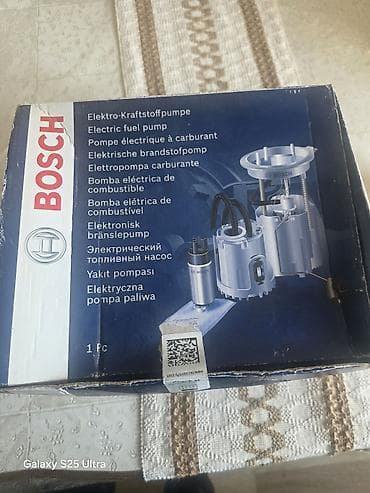 BOSCH
Elektro-Kraftstoffpumpe
Electric fuel pump
Pompe électrique à carburant
Elektrische brandstofpomp
Elettropompa carburante
Bomba eléctrica de
combustible
Bomba elétrica de
combustível
Elektronisk
bränslepump
Электрический
топливный насос
Yakıt pompası
Elektryczna
pompa paliwa
1 Pc
Galaxy S25 Ultra